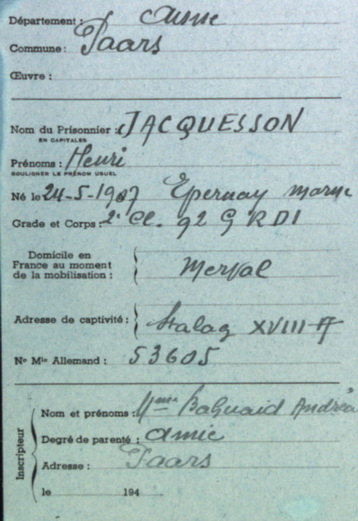 Département : Aisne
Commune : Paars
Œuvre :
Nom du Prisonnier : JACQUESSON
EN CAPITALES
Prénoms : Henri
SOULIGNER LE PRÉNOM USUEL
Né le 24-5-1907 Epernay Marne
Grade et Corps : 2e Cl. 92 G R D I
Domicile en
France au moment
de la mobilisation : Merval
Adresse de captivité : Stalag XVIII-A
No Mle Allemand : 53605
Inscripteur
Nom et prénoms : Mme Andréa
Degré de parenté : amie
Adresse : Paars
le 194